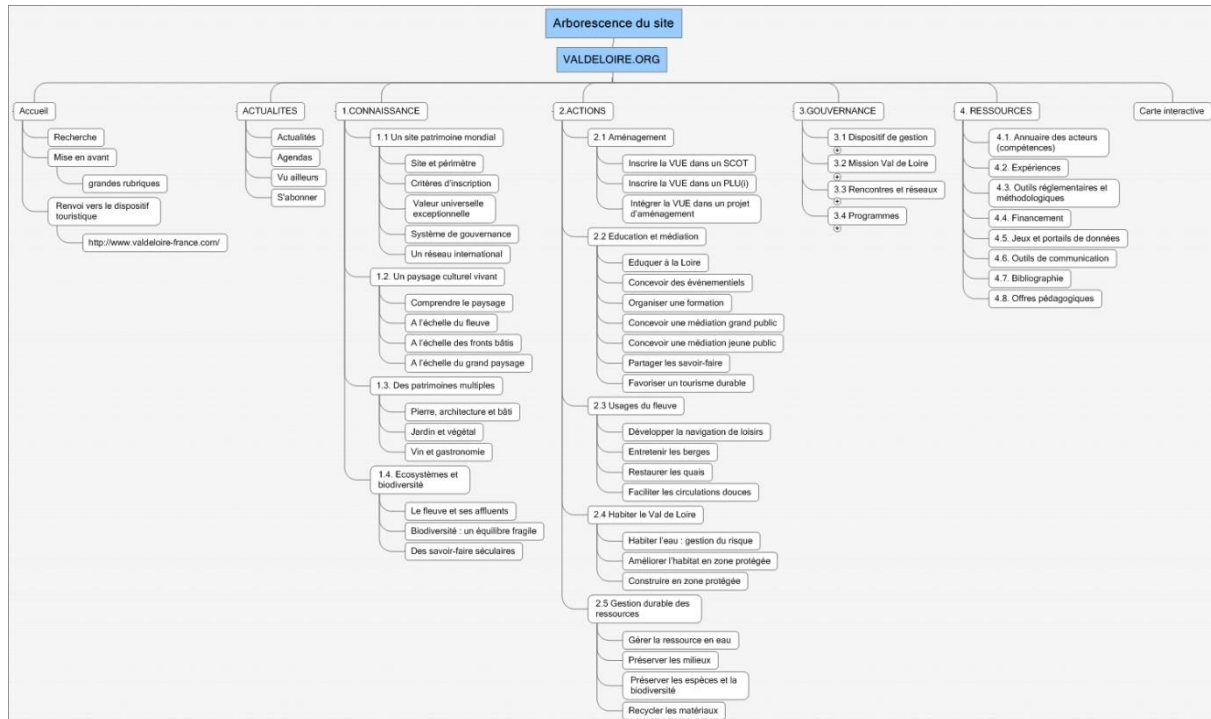 Arborescence du site
VALDELOIRE.ORG
Accueil
Recherche
Mise en avant
grandes rubriques
Renvoi vers le dispositif
touristique
http://www.valdeloire-france.com/
ACTUALITES
Actualités
Agendas
Vu ailleurs
S'abonner
1.CONNAISSANCE
1.1 Un site patrimoine mondial
Site et périmètre
Critères d'inscription
Valeur universelle
exceptionnelle
Système de gouvernance
Un réseau international
1.2. Un paysage culturel vivant
Comprendre le paysage
A l'échelle du fleuve
A l'échelle des fronts bâtis
A l'échelle du grand paysage
1.3. Des patrimoines multiples
Pierre, architecture et bâti
Jardin et végétal
Vin et gastronomie
1.4. Ecosystèmes et
biodiversité
Le fleuve et ses affluents
Biodiversité : un équilibre fragile
Des savoir-faire séculaires
2.ACTIONS
2.1 Aménagement
Inscrire la VUE dans un SCOT
Inscrire la VUE dans un PLU(i)
Intégrer la VUE dans un projet
d'aménagement
2.2 Education et médiation
Eduquer à la Loire
Concevoir des événementiels
Organiser une formation
Concevoir une médiation grand public
Concevoir une médiation jeune public
Partager les savoir-faire
Favoriser un tourisme durable
2.3 Usages du fleuve
Développer la navigation de loisirs
Entretenir les berges
Restaurer les quais
Faciliter les circulations douces
2.4 Habiter le Val de Loire
Habiter l'eau : gestion du risque
Améliorer l'habitat en zone protégée
Construire en zone protégée
2.5 Gestion durable des
ressources
Gérer la ressource en eau
Préserver les milieux
Préserver les espèces et la
biodiversité
Recycler les matériaux
3.GOUVERNANCE
3.1 Dispositif de gestion
3.2 Mission Val de Loire
3.3 Rencontres et réseaux
3.4 Programmes
4. RESSOURCES
4.1. Annuaire des acteurs
(compétences)
4.2. Expériences
4.3. Outils réglementaires et
méthodologiques
4.4. Financement
4.5. Jeux et portails de données
4.6. Outils de communication
4.7. Bibliographie
4.8. Offres pédagogiques
Carte interactive